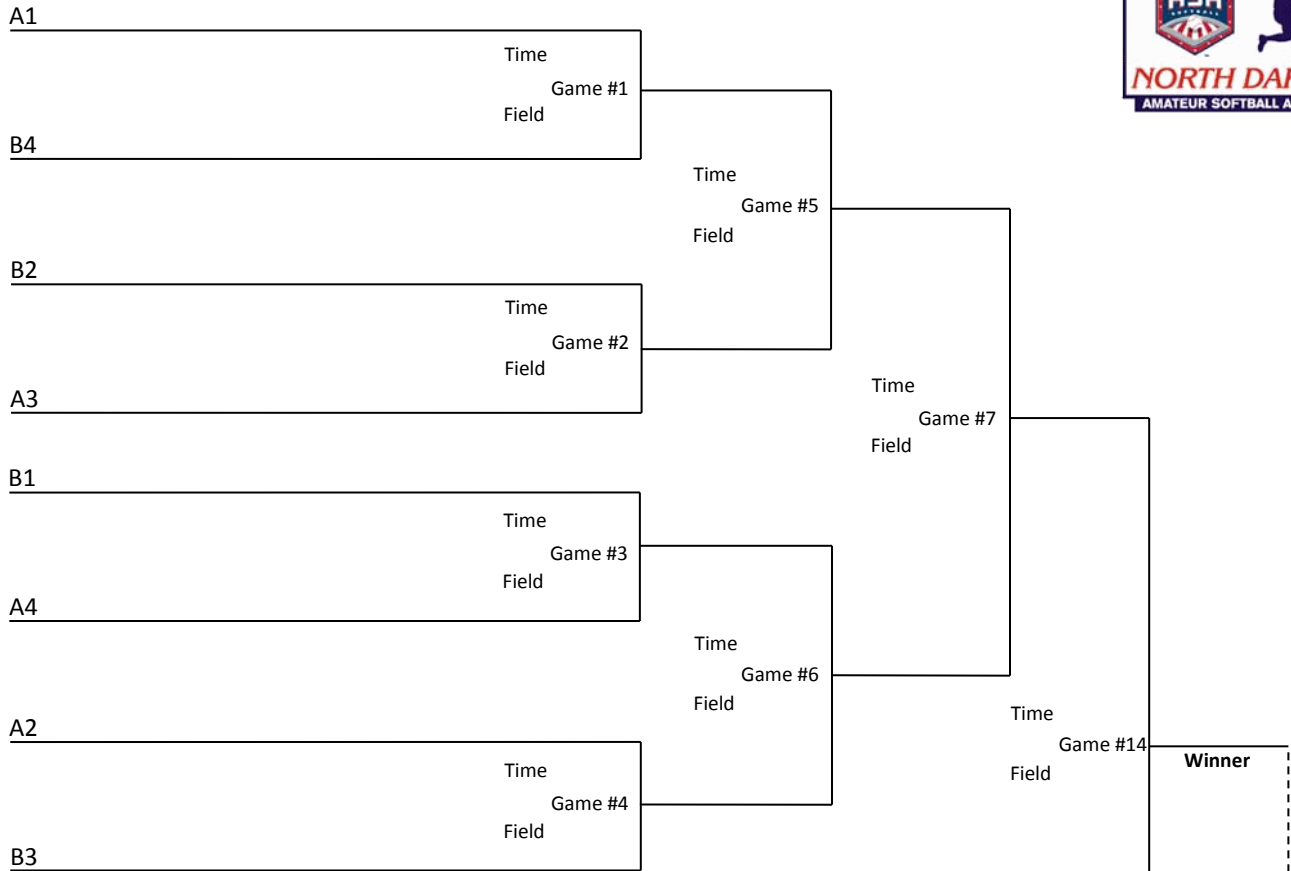 A1
Time
Game #1
Field
B4
Time
Game #5
Field
B2
Time
Game #2
Field
A3
Time
Game #7
Field
B1
Time
Game #3
Field
A4
Time
Game #6
Field
A2
Time
Game #4
Field
B3
Time
Game #14
Field
Winner
NORTH
AMATEUR SOFTBALL